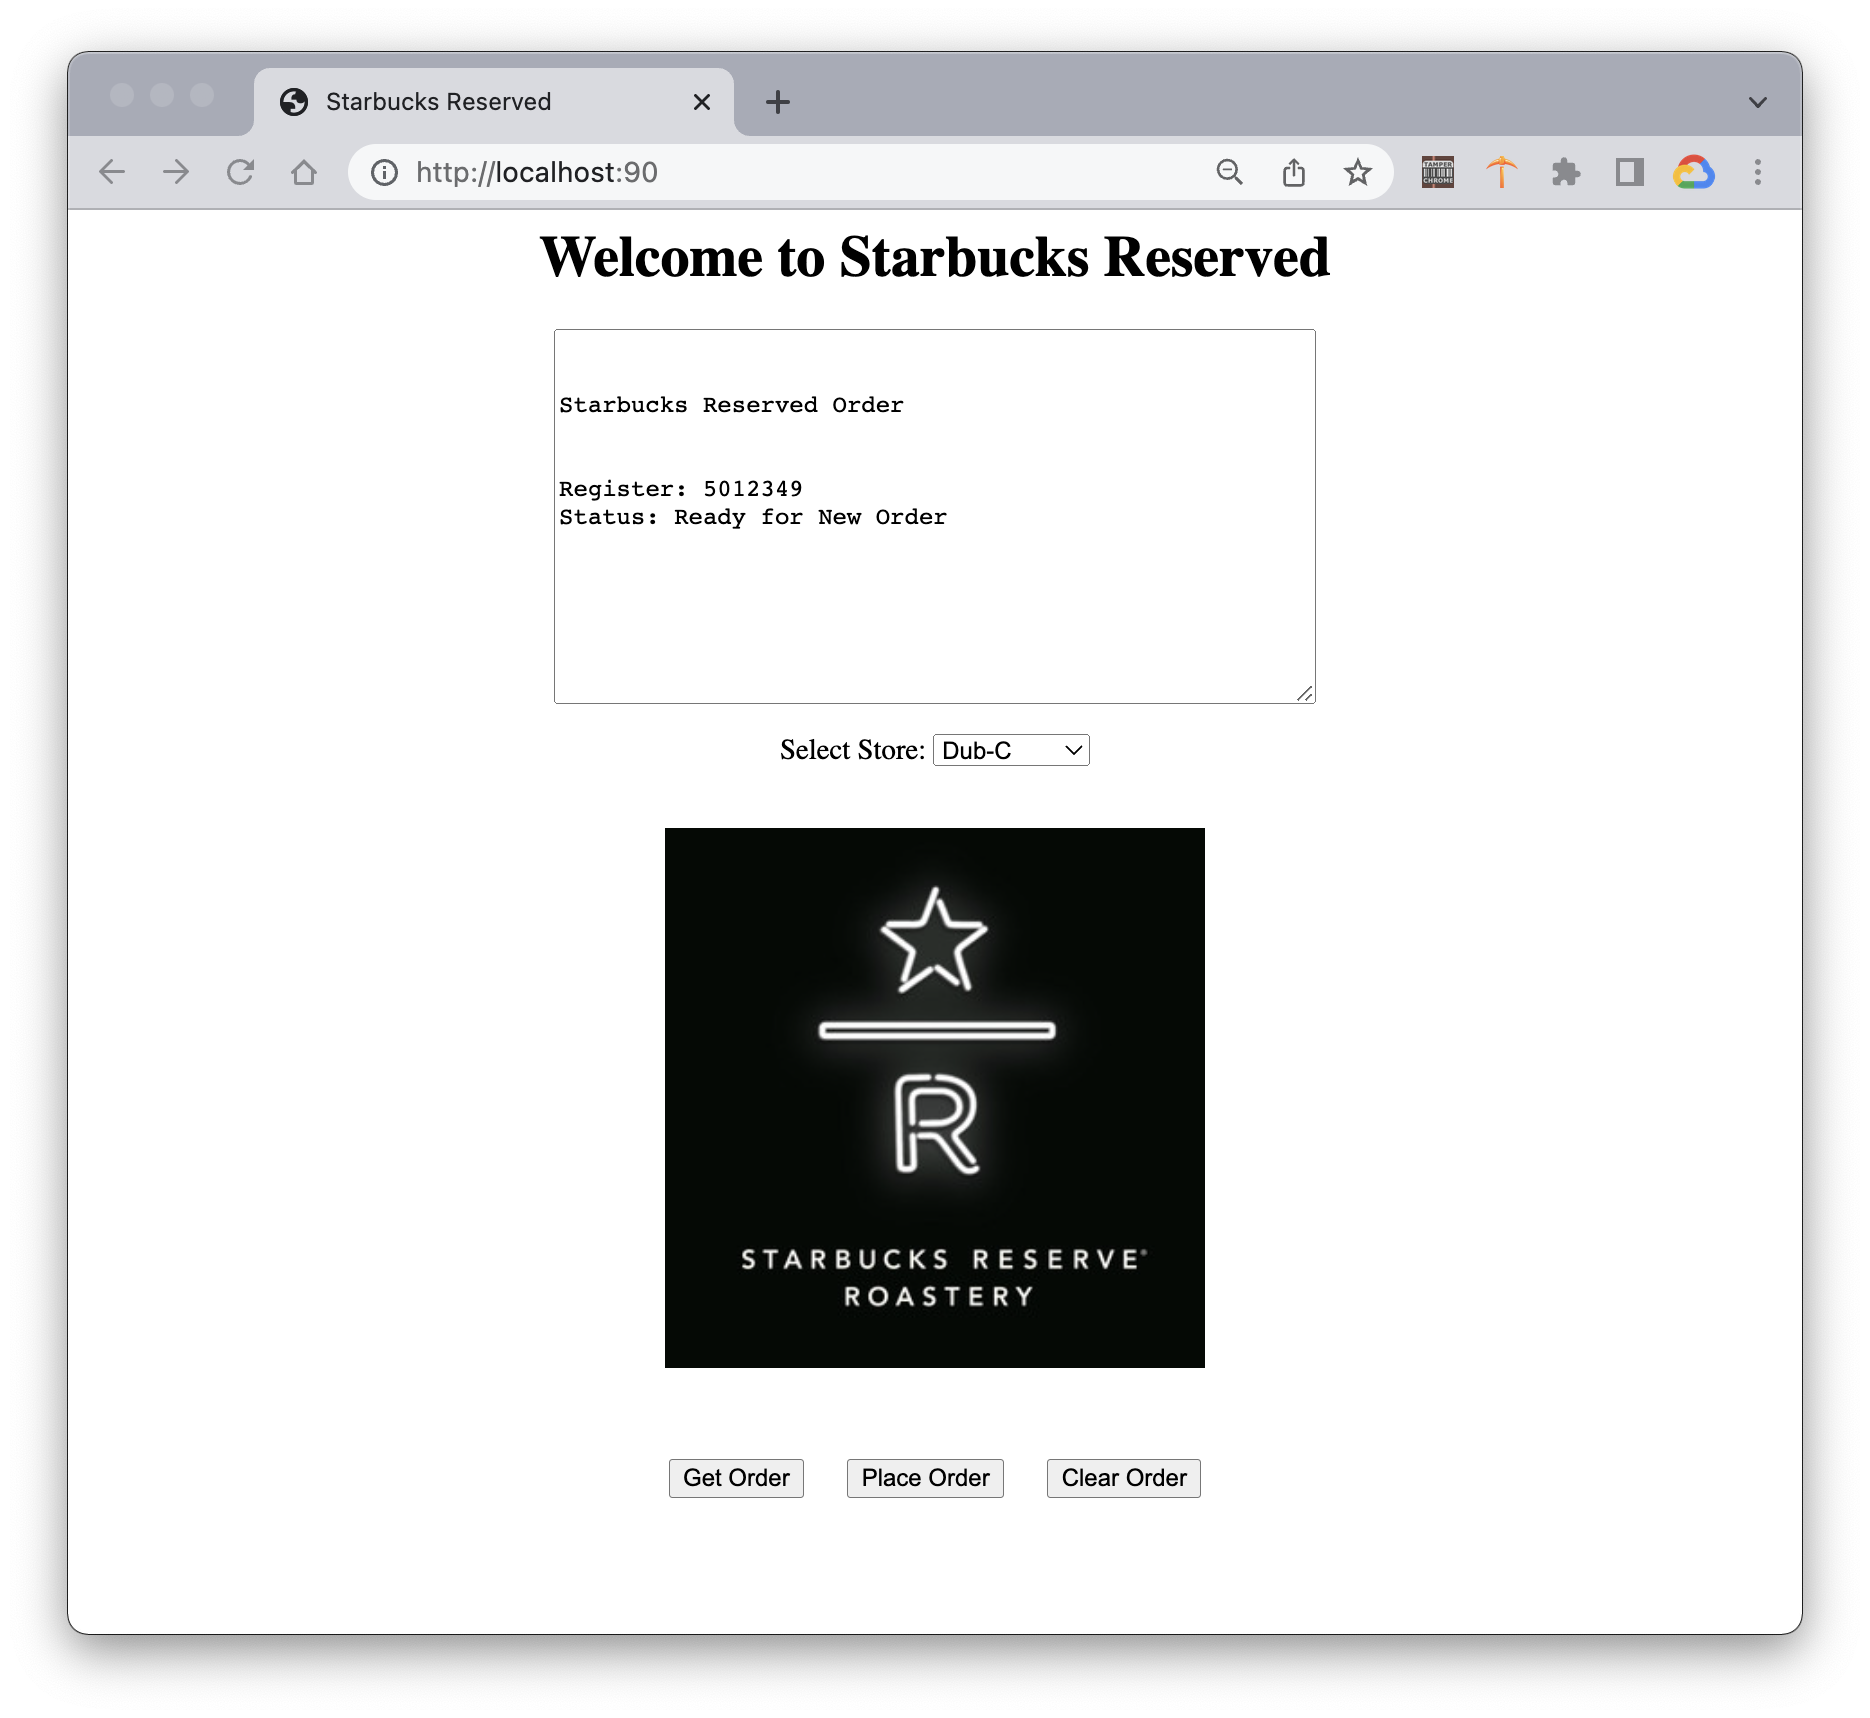 Starbucks Reserved
http://localhost:90
TAMPER
CHROME
Welcome to Starbucks Reserved
Starbucks Reserved Order
Register: 5012349
Status: Ready for New Order
Select Store: Dub-C
R
STARBUCKS RESERVE®
ROASTERY
Get Order Place Order Clear Order